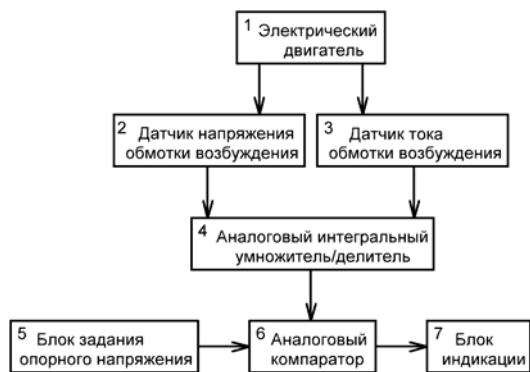 1 Электрический
двигатель
2 Датчик напряжения
обмотки возбуждения
3 Датчик тока
обмотки возбуждения
4 Аналоговый интегральный
умножитель/делитель
5 Блок задания
опорного напряжения
6 Аналоговый
компаратор
7 Блок
индикации